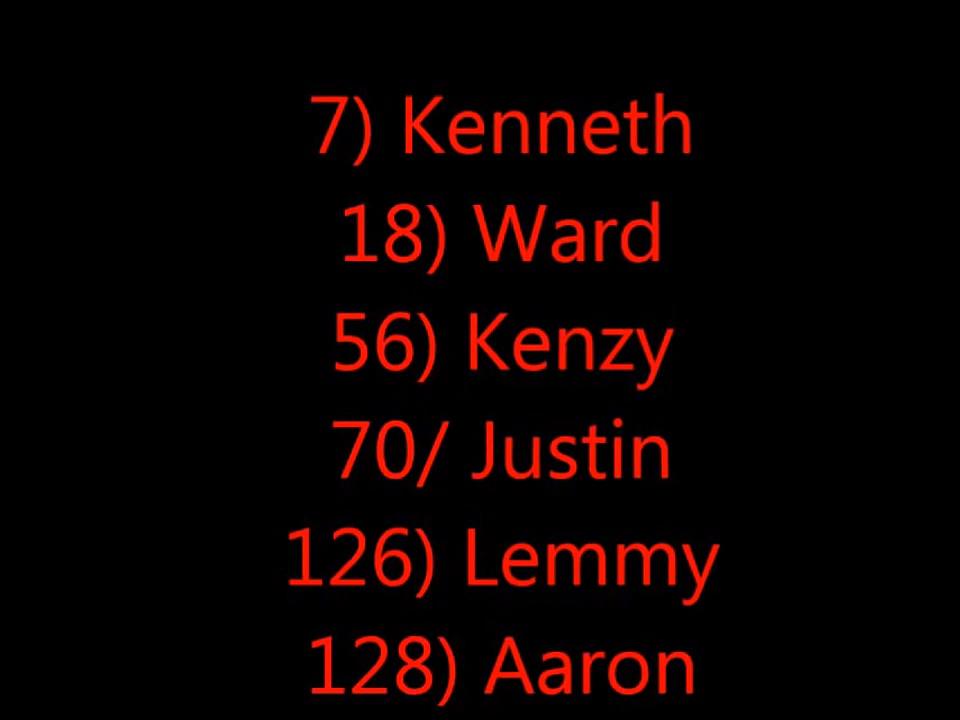 7) Kenneth
18) Ward
56) Kenzy
70/ Justin
126) Lemmy
128) Aaron